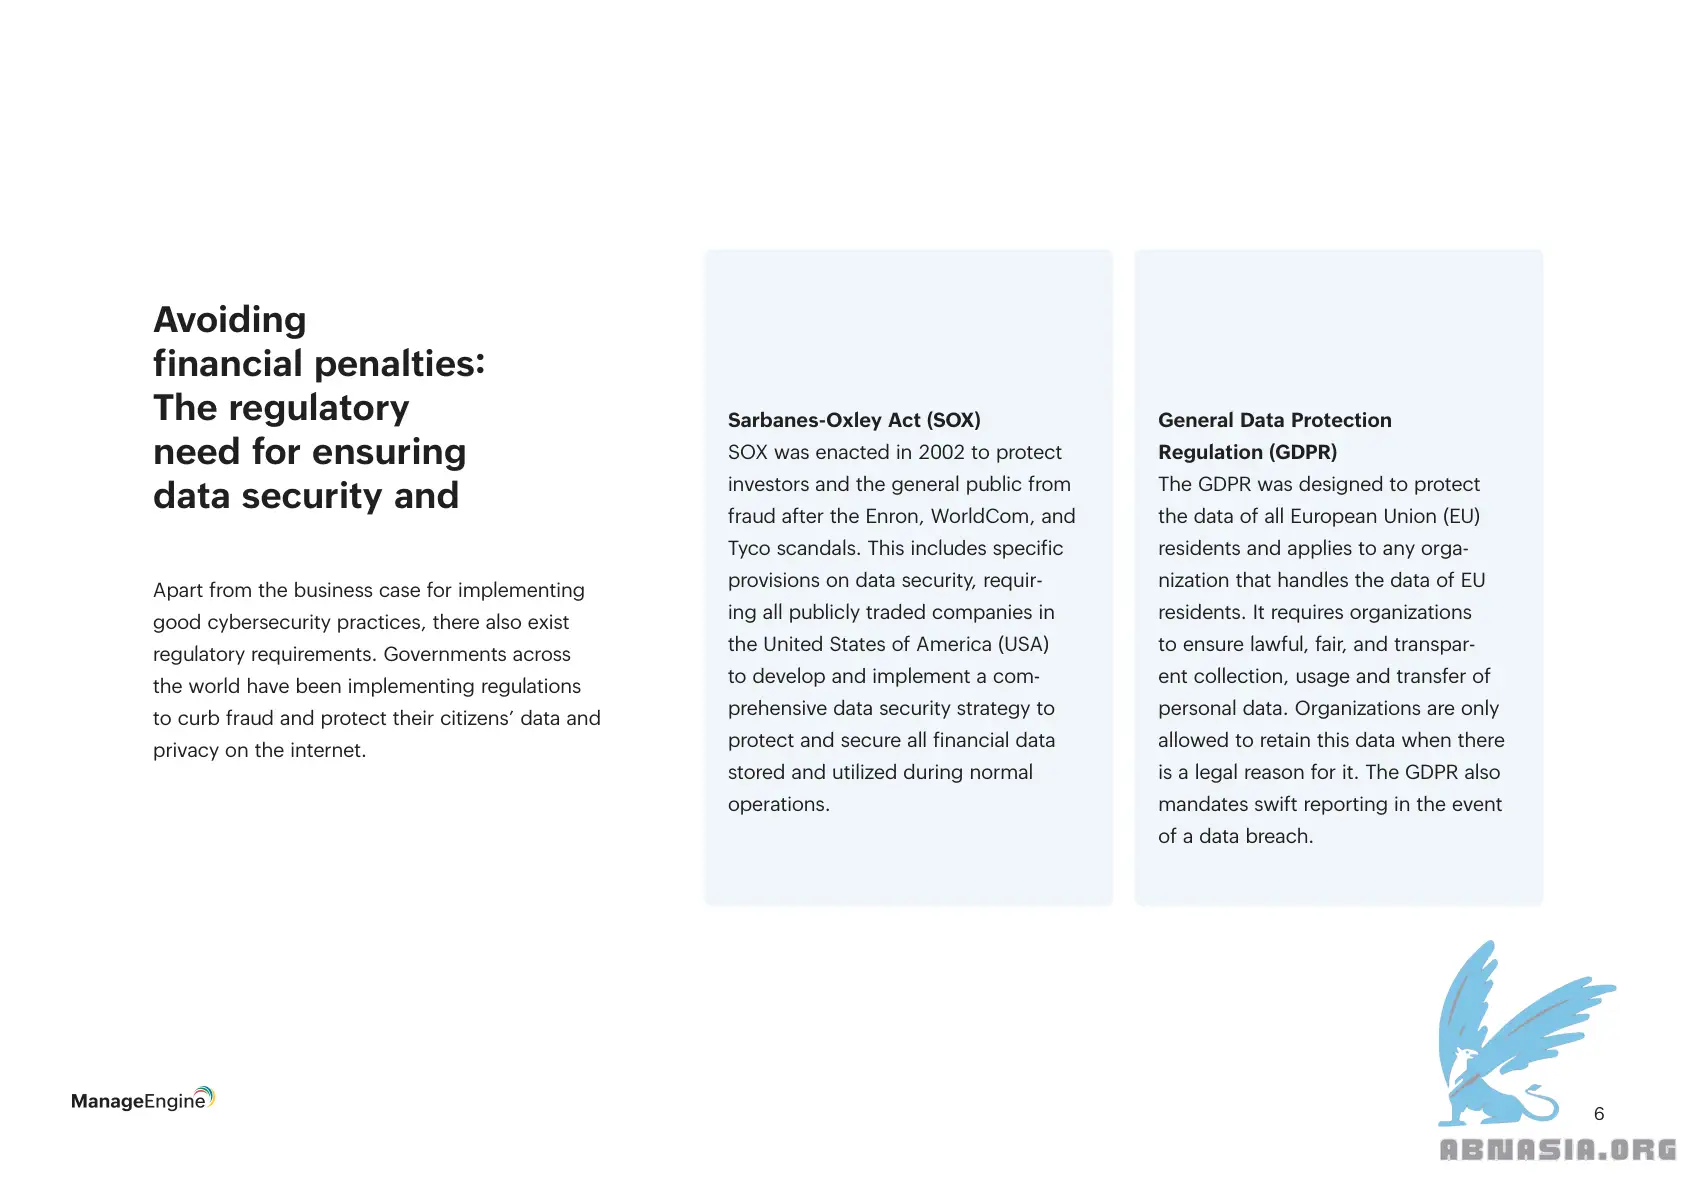 Avoiding
financial penalties:
The regulatory
need for ensuring
data security and
Apart from the business case for implementing
good cybersecurity practices, there also exist
regulatory requirements. Governments across
the world have been implementing regulations
to curb fraud and protect their citizens’ data and
privacy on the internet.
Sarbanes-Oxley Act (SOX)
SOX was enacted in 2002 to protect
investors and the general public from
fraud after the Enron, WorldCom, and
Tyco scandals. This includes specific
provisions on data security, requir-
ing all publicly traded companies in
the United States of America (USA)
to develop and implement a com-
prehensive data security strategy to
protect and secure all financial data
stored and utilized during normal
operations.
General Data Protection
Regulation (GDPR)
The GDPR was designed to protect
the data of all European Union (EU)
residents and applies to any orga-
nization that handles the data of EU
residents. It requires organizations
to ensure lawful, fair, and transpar-
ent collection, usage and transfer of
personal data. Organizations are only
allowed to retain this data when there
is a legal reason for it. The GDPR also
mandates swift reporting in the event
of a data breach.
ManageEngine
6
ABNASIA.ORG